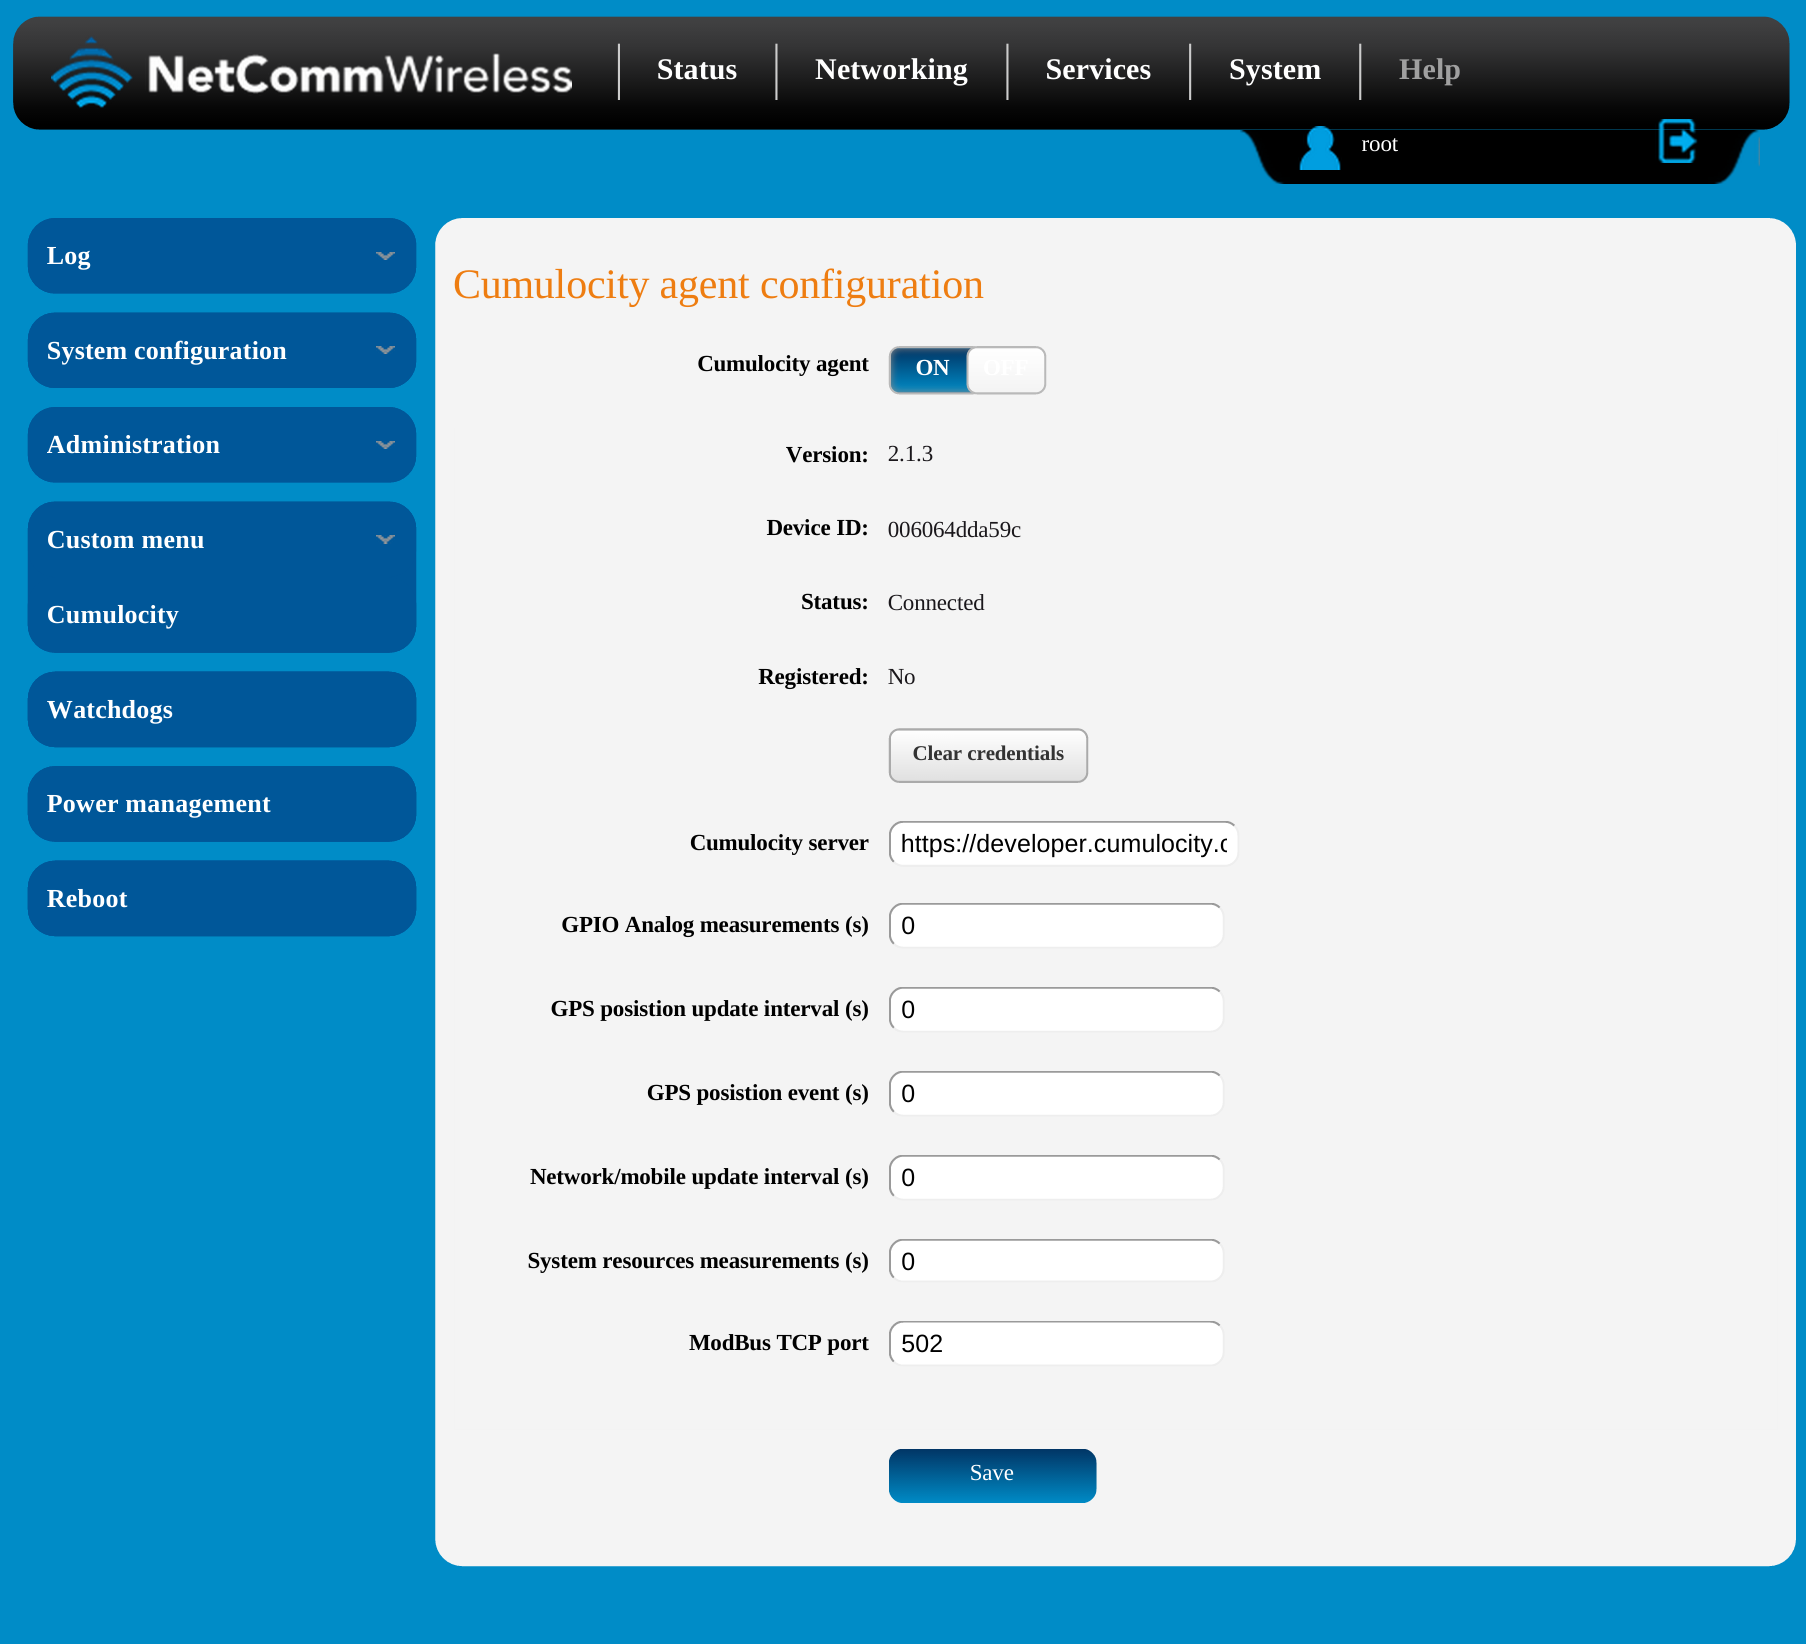 NetCommWireless
Status
Networking
Services
System
Help
root
Log
System configuration
Administration
Custom menu
Cumulocity
Watchdogs
Power management
Reboot
Cumulocity agent configuration
Cumulocity agent ON OFF
Version: 2.1.3
Device ID: 006064dda59c
Status: Connected
Registered: No
Clear credentials
Cumulocity server https://developer.cumulocity.c
GPIO Analog measurements (s) 0
GPS posistion update interval (s) 0
GPS posistion event (s) 0
Network/mobile update interval (s) 0
System resources measurements (s) 0
ModBus TCP port 502
Save